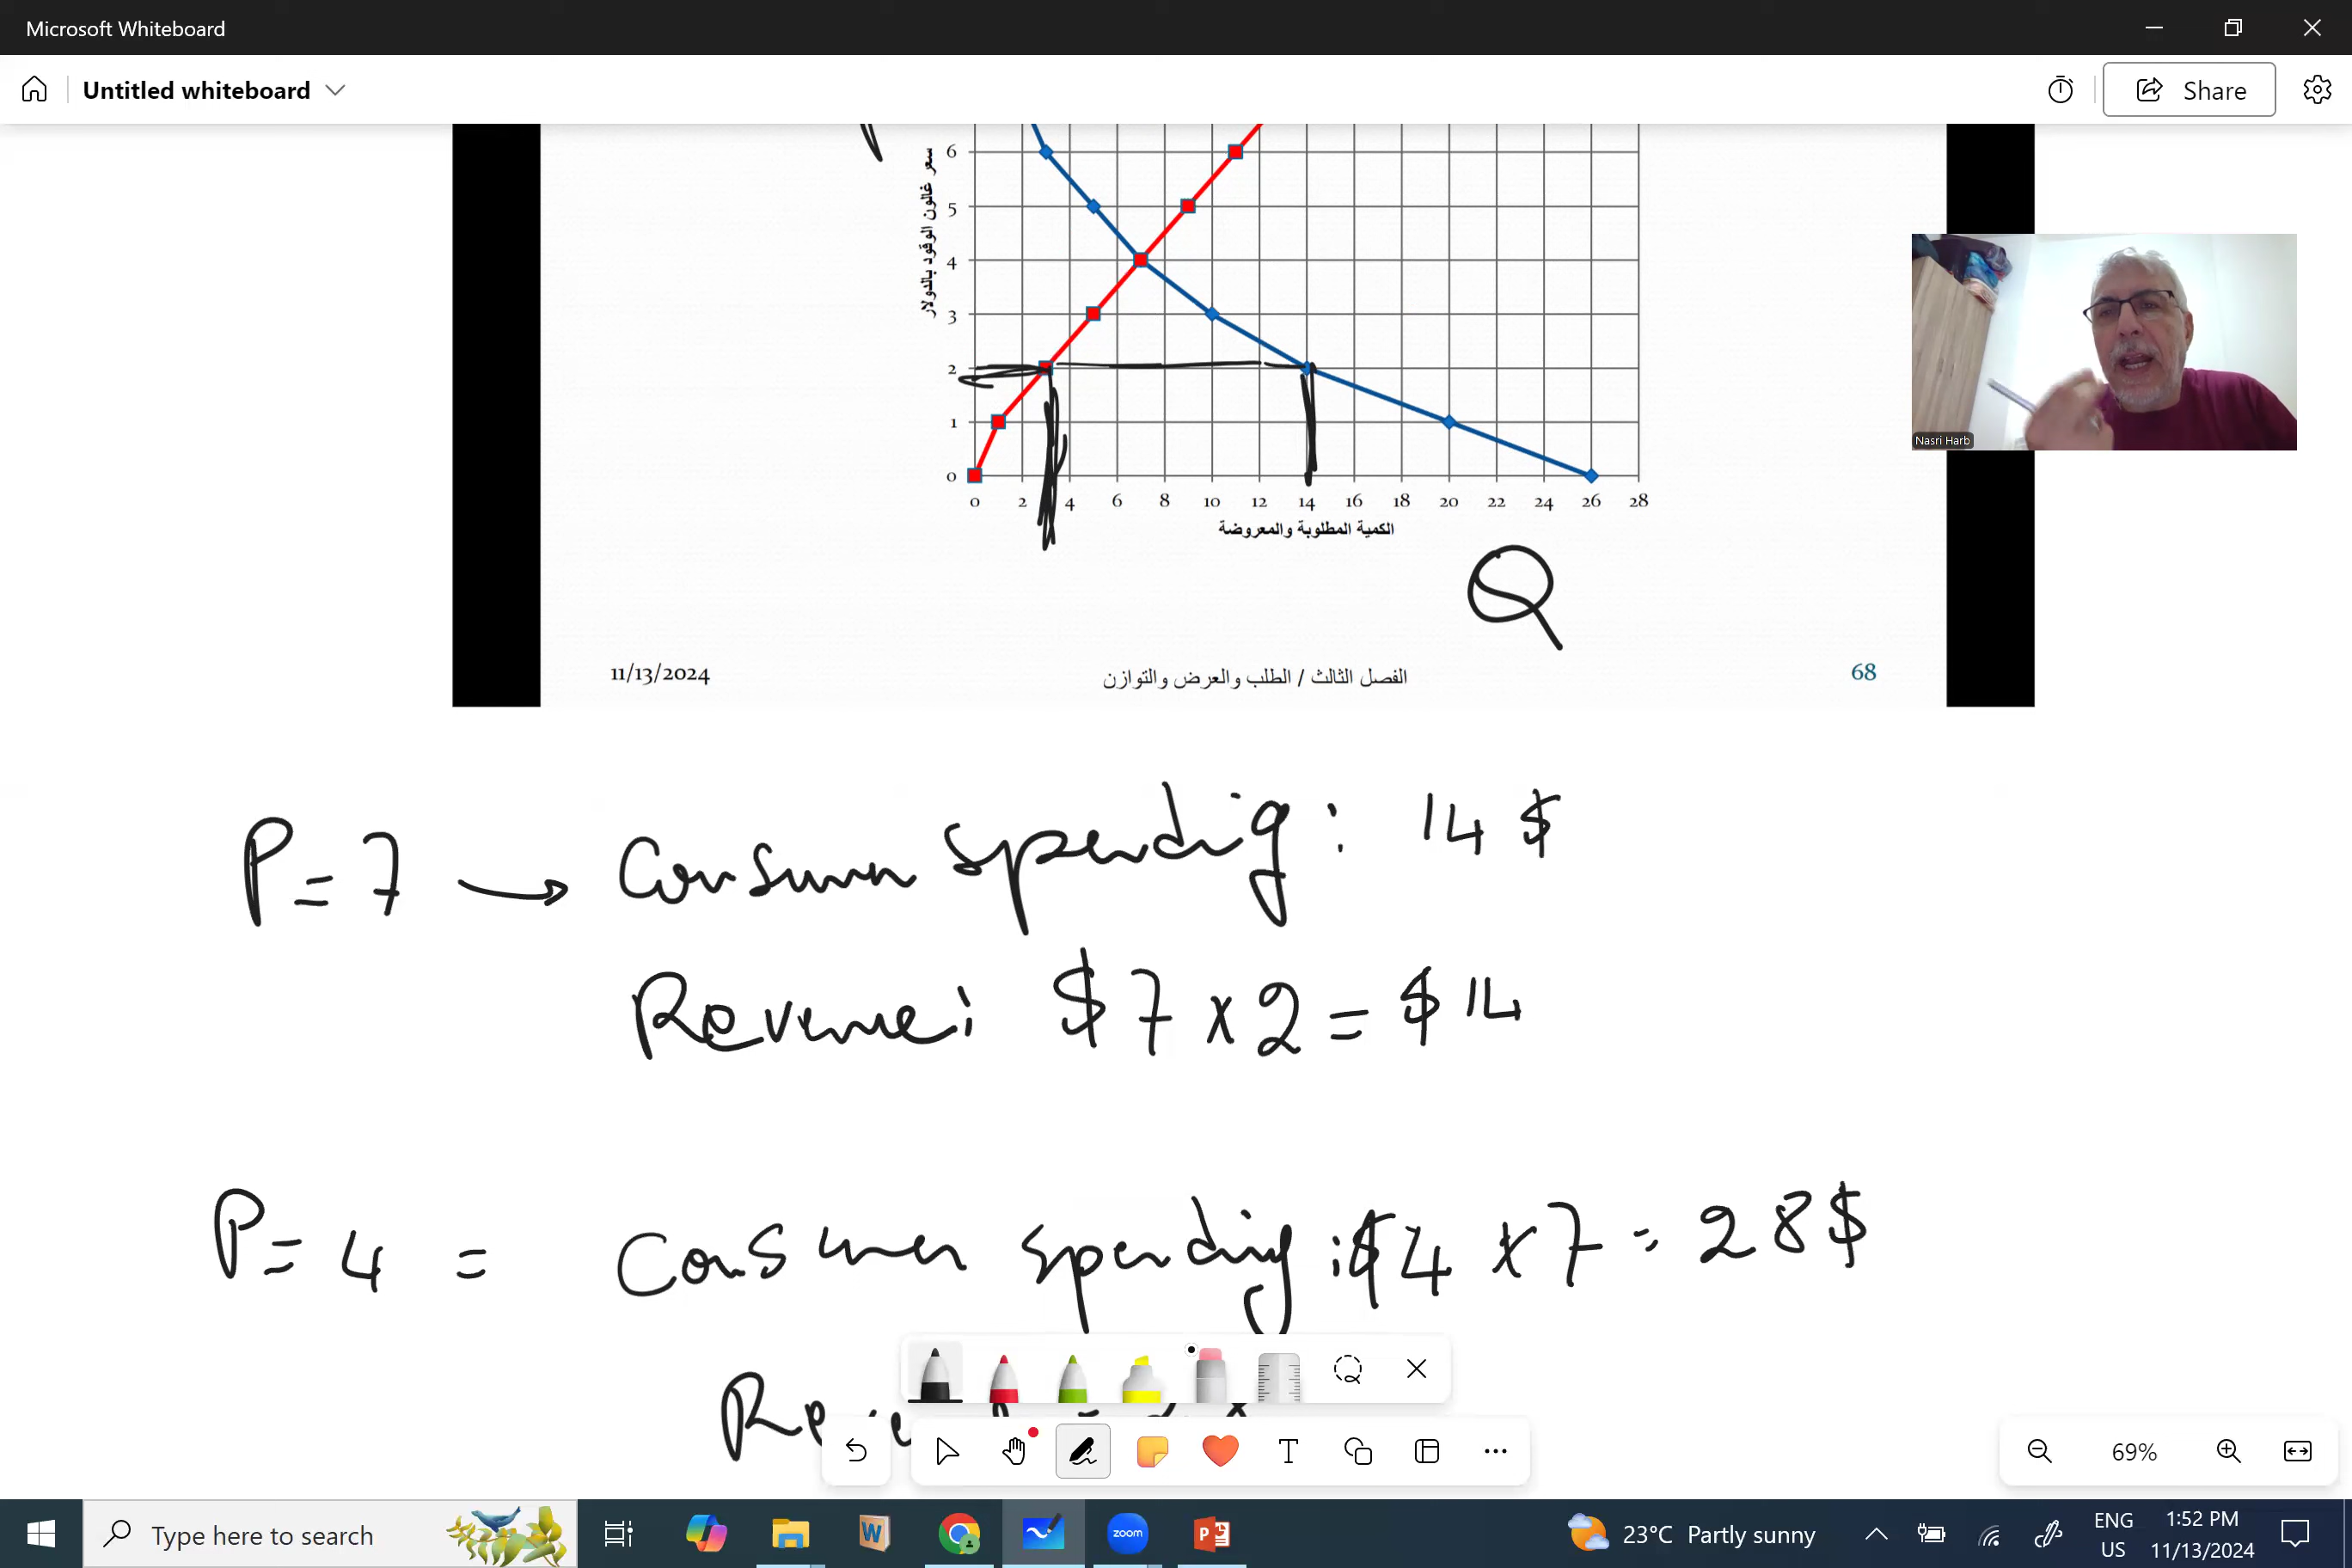 Microsoft Whiteboard
Untitled whiteboard
Share
سعر غالون الوقود بالدولار
6
5
4
3
2
1
0
0 2 4 6 8 10 12 14 16 18 20 22 24 26 28
الكمية المطلوبة والمعروضة
Q
Nasri Harb
11/13/2024
الفصل الثالث / الطلب والعرض والتوازن
68
P=7 → Consumer spendig: 14 $
Revenue: $7 x 2 = $14
P=4 = Consumer spending: $4 x 7 = 28$
69%
Type here to search
zoom
23°C Partly sunny
ENG
US
1:52 PM
11/13/2024